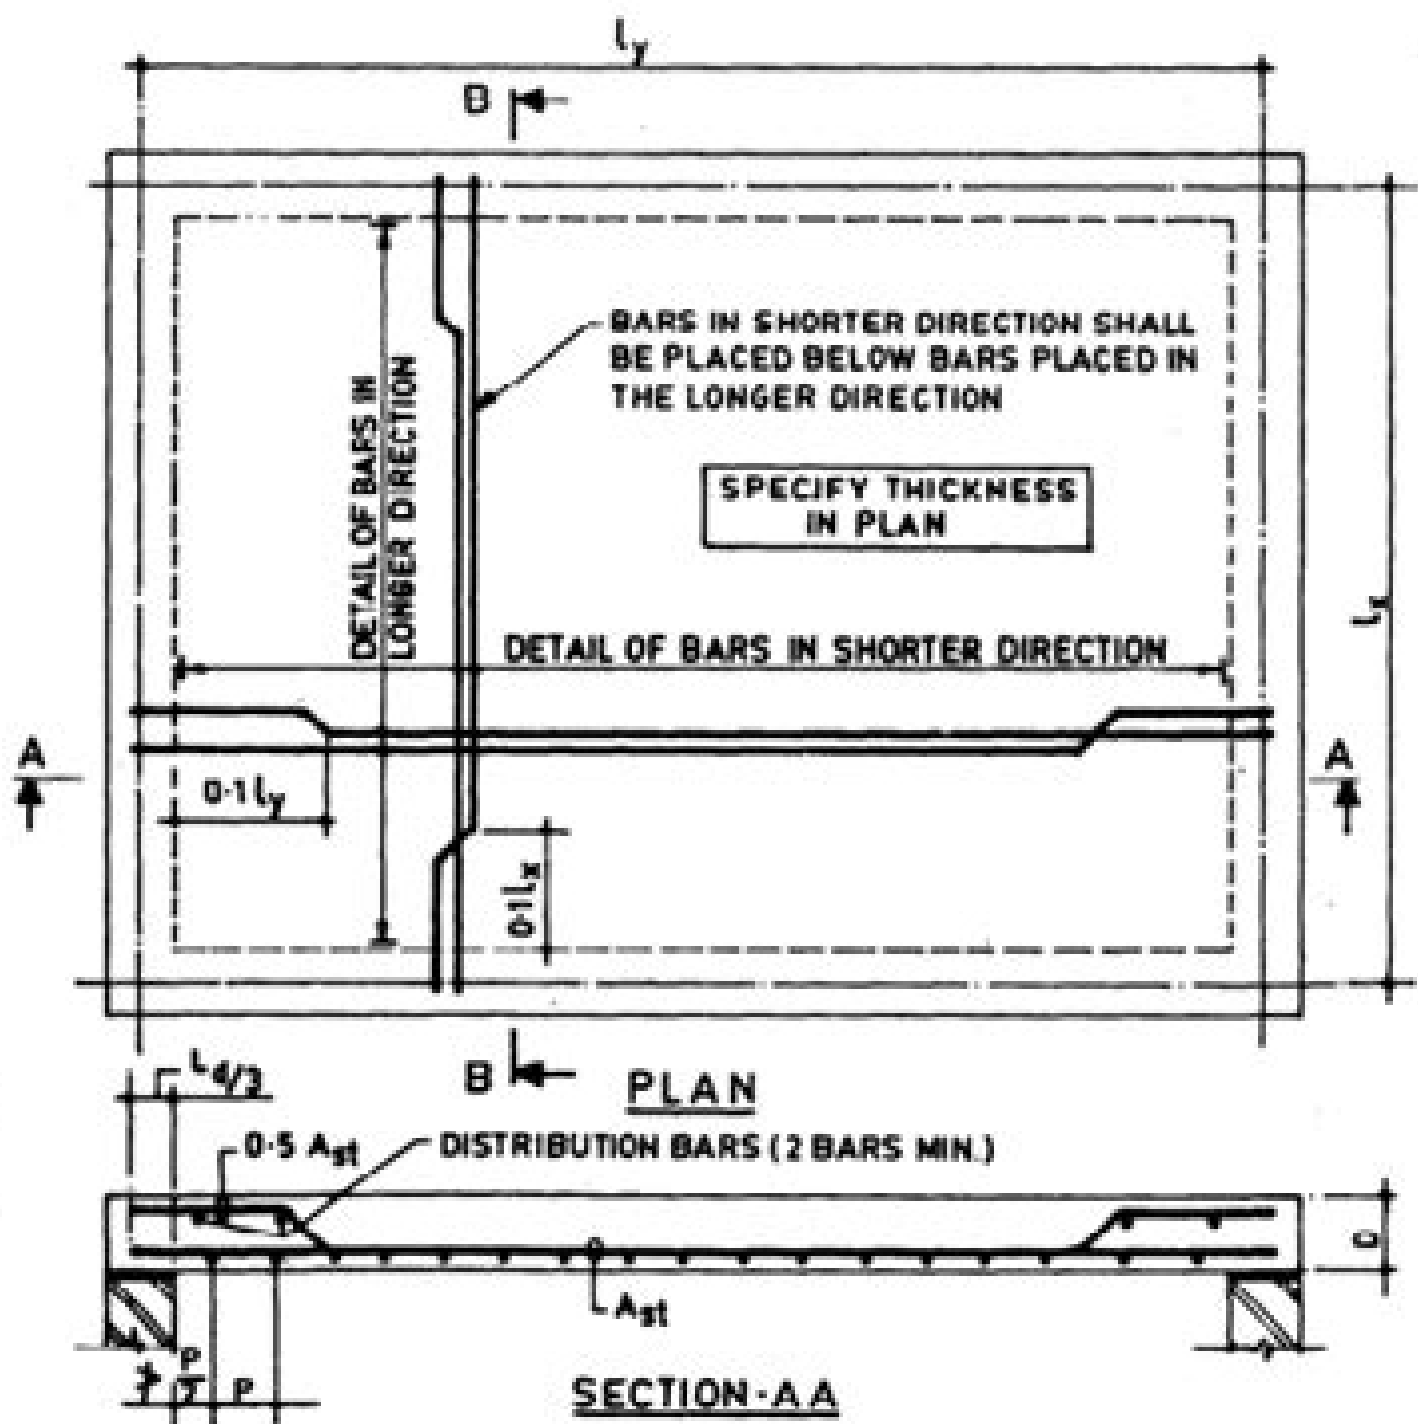 ly
B
BARS IN SHORTER DIRECTION SHALL
BE PLACED BELOW BARS PLACED IN
THE LONGER DIRECTION
DETAIL OF BARS IN
LONGER DIRECTION
SPECIFY THICKNESS
IN PLAN
lx
DETAIL OF BARS IN SHORTER DIRECTION
A
A
0.1 ly
0.1 lx
B
PLAN
Ld/3
0.5 Ast
DISTRIBUTION BARS (2 BARS MIN.)
D
Ast
P
2
P
SECTION-AA